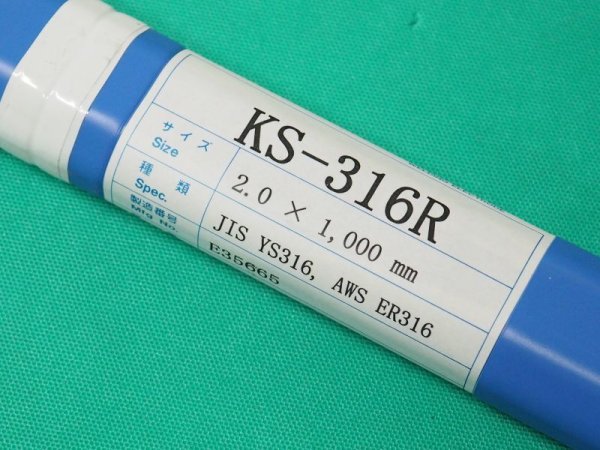 KS-316R
サイズ
Size
2.0 × 1,000 mm
種類
Spec.
JIS YS316, AWS ER316
製造番号
Mfg No.
E35665